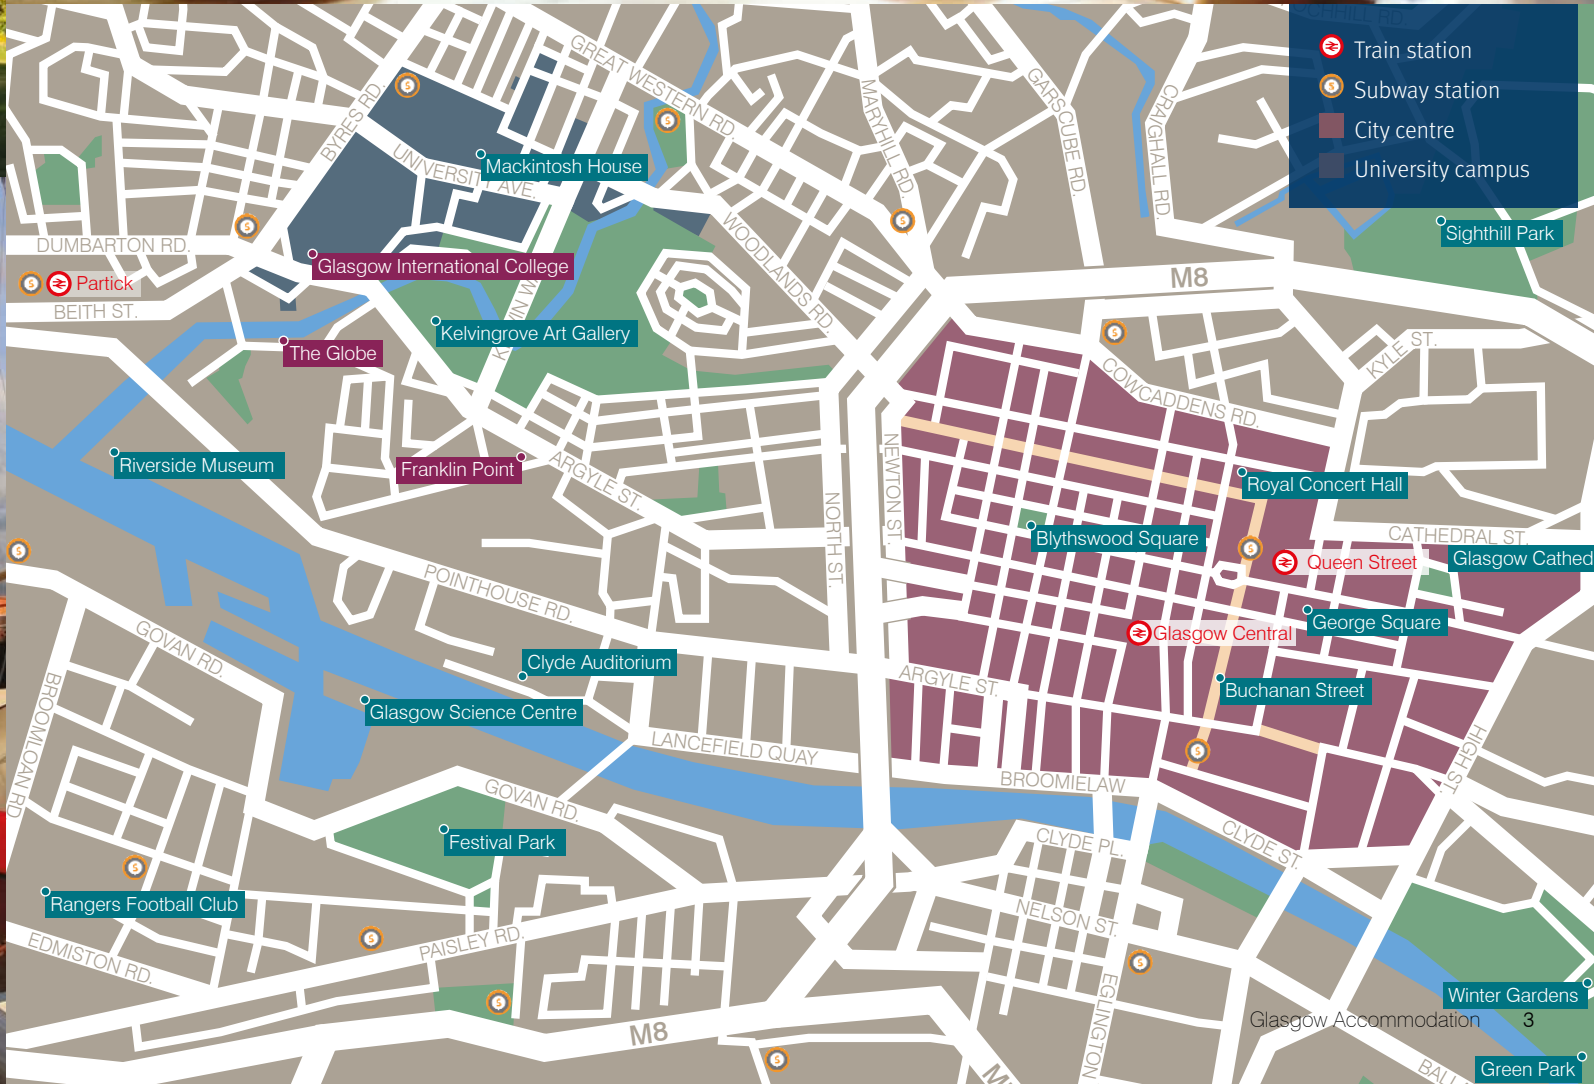 RCHHILL RD.
Train station
Subway station
City centre
University campus
GREAT WESTERN RD.
BYRES RD.
MARYHILL RD.
GARSCUBE RD.
CRAIGHALL RD.
UNIVERSITY AVE.
Mackintosh House
DUMBARTON RD.
Glasgow International College
WOODLANDS RD.
Sighthill Park
Partick
M8
BEITH ST.
Kelvingrove Art Gallery
The Globe
KYLE ST.
COWCADDENS RD.
Riverside Museum
Franklin Point
ARGYLE ST.
NEWTON ST.
NORTH ST.
Royal Concert Hall
Blythswood Square
CATHEDRAL ST.
Queen Street
Glasgow Cathed
POINTHOUSE RD.
George Square
Glasgow Central
GOVAN RD.
Clyde Auditorium
ARGYLE ST.
Buchanan Street
BROOMLOAN RD
Glasgow Science Centre
LANCEFIELD QUAY
HIGH ST.
BROOMIELAW
GOVAN RD.
Festival Park
CLYDE PL.
CLYDE ST.
Rangers Football Club
NELSON ST.
EDMISTON RD.
PAISLEY RD.
EGLINGTON
Winter Gardens
Glasgow Accommodation 3
M8
Green Park